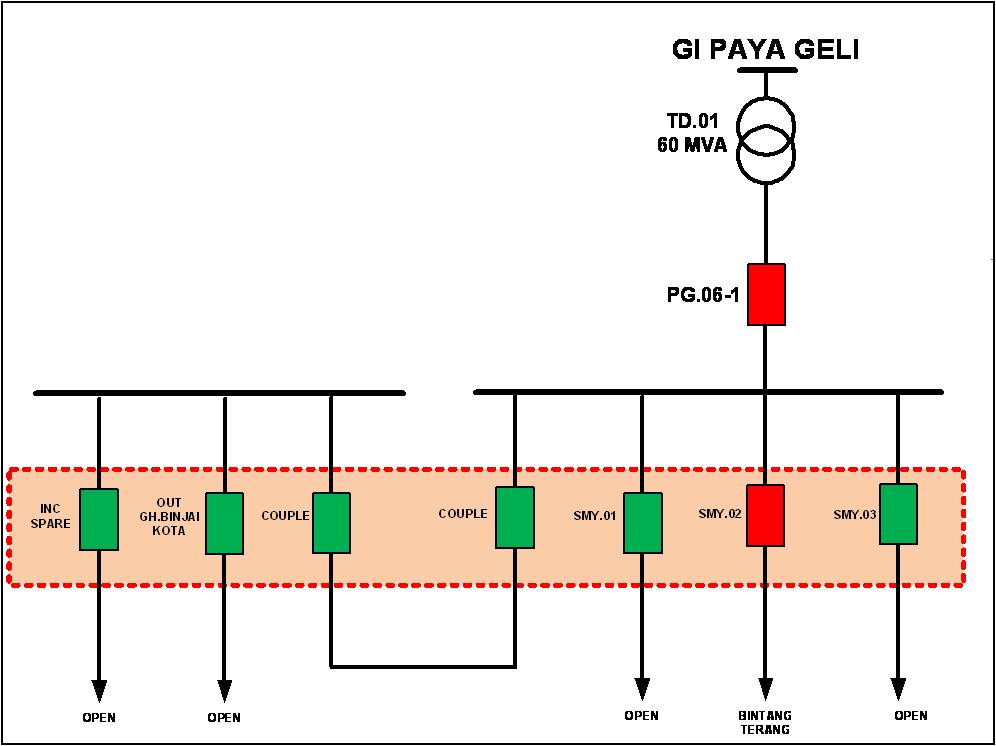 GI PAYA GELI
TD.01
60 MVA
PG.06-1
INC
SPARE
OUT
GH.BINJAI
KOTA
COUPLE
COUPLE
SMY.01
SMY.02
SMY.03
OPEN
OPEN
OPEN
BINTANG
TERANG
OPEN